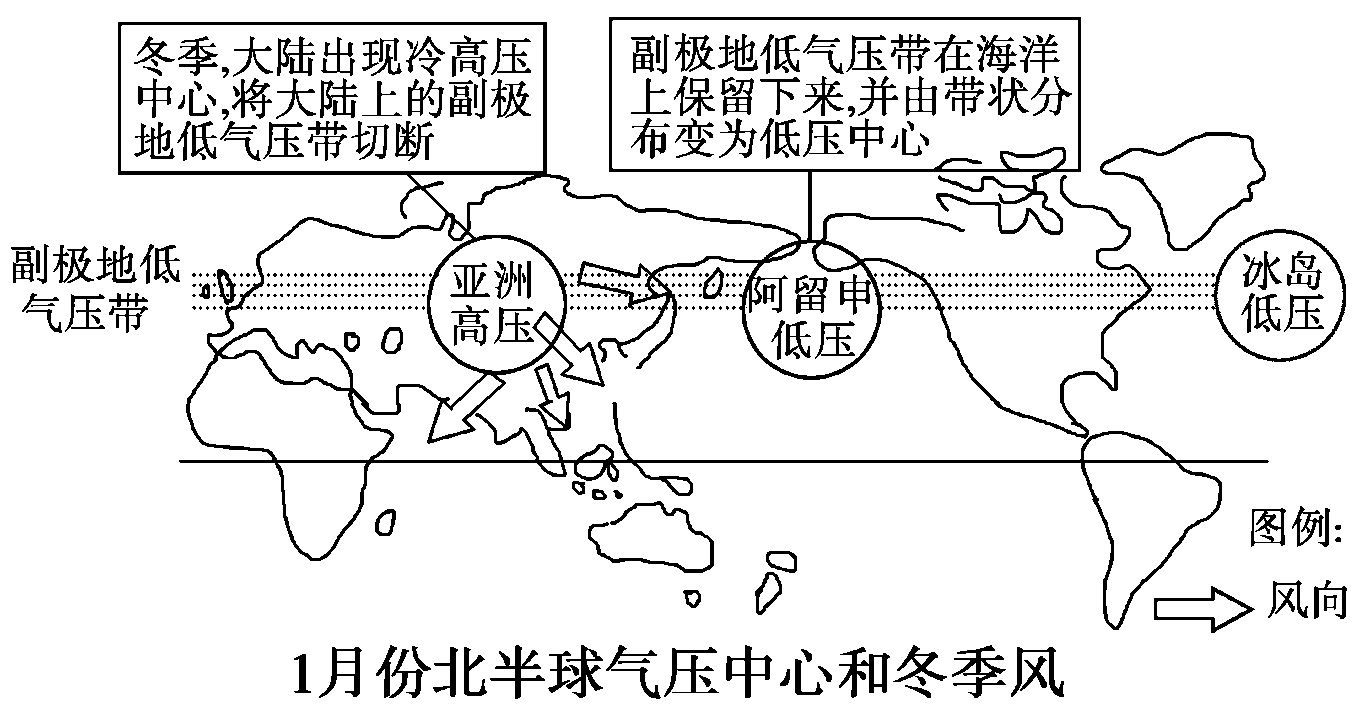 冬季,大陆出现冷高压
中心,将大陆上的副极
地低气压带切断
副极地低气压带在海洋
上保留下来,并由带状分
布变为低压中心
副极地低
气压带
亚洲
高压
阿留申
低压
冰岛
低压
图例:
风向
1月份北半球气压中心和冬季风